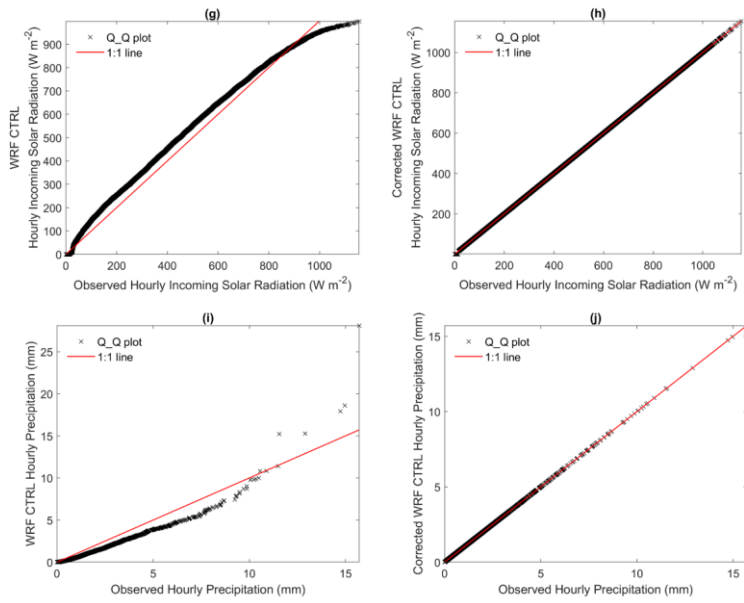 (g)
Q_Q plot
1:1 line
900
800
700
600
500
400
300
200
100
0
WRF CTRL
Hourly Incoming Solar Radiation (W m-2)
0 200 400 600 800 1000
Observed Hourly Incoming Solar Radiation (W m-2)
(h)
Q_Q plot
1:1 line
1000
800
600
400
200
Corrected WRF CTRL
Hourly Incoming Solar Radiation (W m-2)
0 200 400 600 800 1000
Observed Hourly Incoming Solar Radiation (W m-2)
(i)
Q_Q plot
1:1 line
25
20
15
10
5
0
WRF CTRL Hourly Precipitation (mm)
0 5 10 15
Observed Hourly Precipitation (mm)
(j)
Q_Q plot
1:1 line
15
10
5
0
Corrected WRF CTRL Hourly Precipitation (mm)
0 5 10 15
Observed Hourly Precipitation (mm)